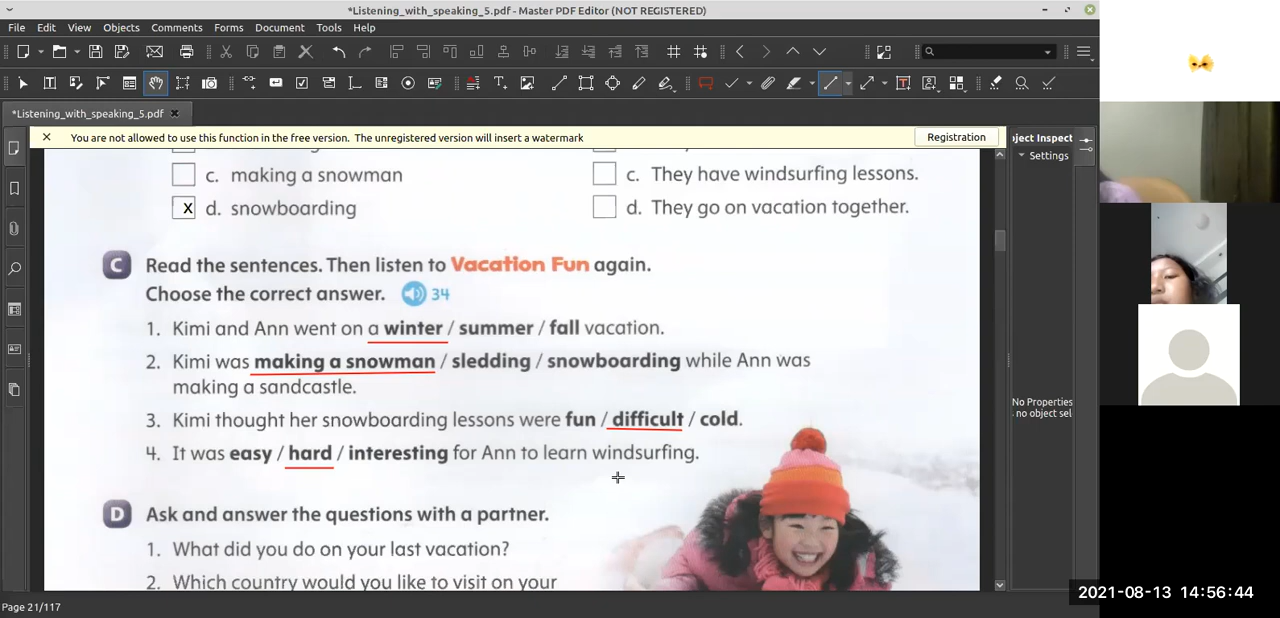 *Listening_with_speaking_5.pdf - Master PDF Editor (NOT REGISTERED)
File Edit View Objects Comments Forms Document Tools Help
*Listening_with_speaking_5.pdf
You are not allowed to use this function in the free version. The unregistered version will insert a watermark
Registration
ject Inspect
Settings
c. making a snowman
c. They have windsurfing lessons.
x d. snowboarding
d. They go on vacation together.
C Read the sentences. Then listen to Vacation Fun again.
Choose the correct answer. 34
1. Kimi and Ann went on a winter / summer / fall vacation.
2. Kimi was making a snowman / sledding / snowboarding while Ann was
making a sandcastle.
3. Kimi thought her snowboarding lessons were fun / difficult / cold.
4. It was easy / hard / interesting for Ann to learn windsurfing.
D Ask and answer the questions with a partner.
1. What did you do on your last vacation?
2. Which country would you like to visit on your
No Properties
no object sel
Page 21/117
2021-08-13 14:56:44